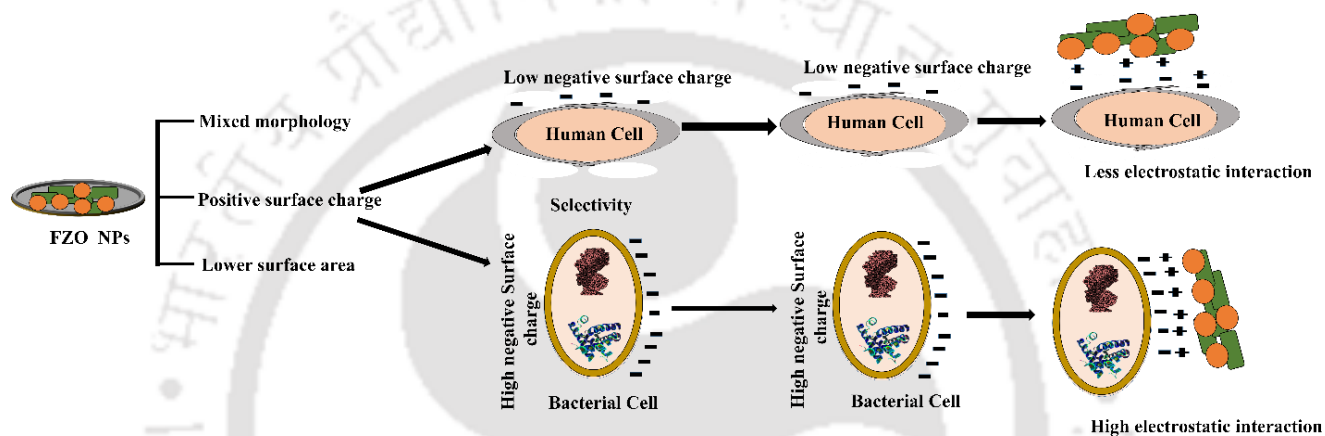 Low negative surface charge
Low negative surface charge
Mixed morphology
Human Cell
Human Cell
Human Cell
Less electrostatic interaction
Positive surface charge
FZO NPs
Selectivity
Lower surface area
High negative Surface
charge
High negative Surface
charge
Bacterial Cell
Bacterial Cell
High electrostatic interaction